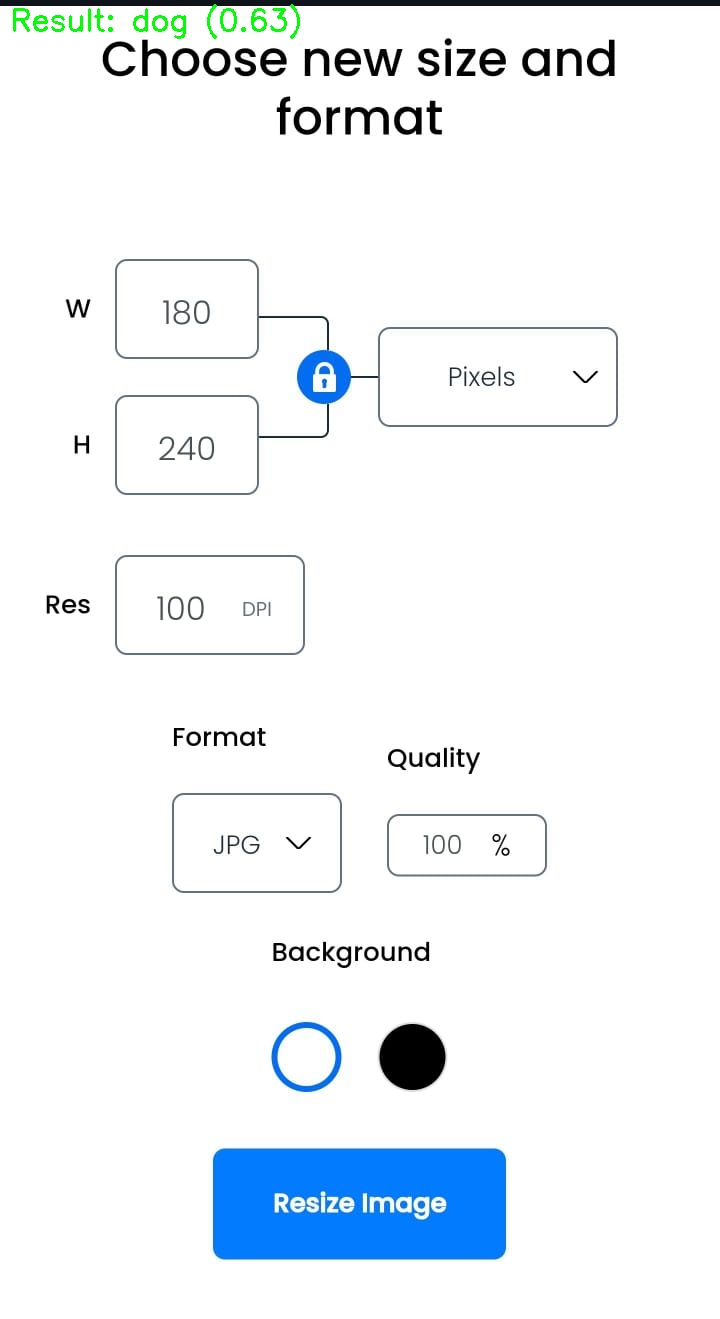 Result: dog (0.63)
Choose new size and
format
W
180
Pixels
H
240
Res
100 DPI
Format
Quality
JPG
100 %
Background
Resize Image